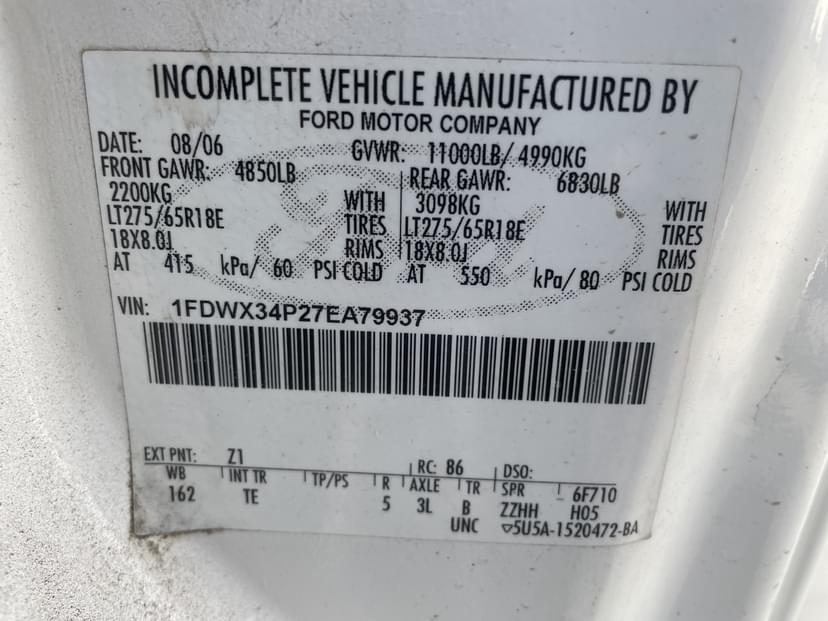 INCOMPLETE VEHICLE MANUFACTURED BY
FORD MOTOR COMPANY
DATE: 08/06 GVWR: 11000LB/ 4990KG
FRONT GAWR: 4850LB REAR GAWR: 6830LB
2200KG WITH 3098KG WITH
LT275/65R18E TIRES LT275/65R18E TIRES
18X8.0J RIMS 18X8.0J RIMS
AT 415 kPa/ 60 PSI COLD AT 550 kPa/ 80 PSI COLD
VIN: 1FDWX34P27EA79937
EXT PNT: Z1 RC: 86 DSO:
WB INT TR TP/PS R AXLE TR SPR 6F710
162 TE 5 3L B ZZHH H05
UNC ▽5U5A-1520472-BA